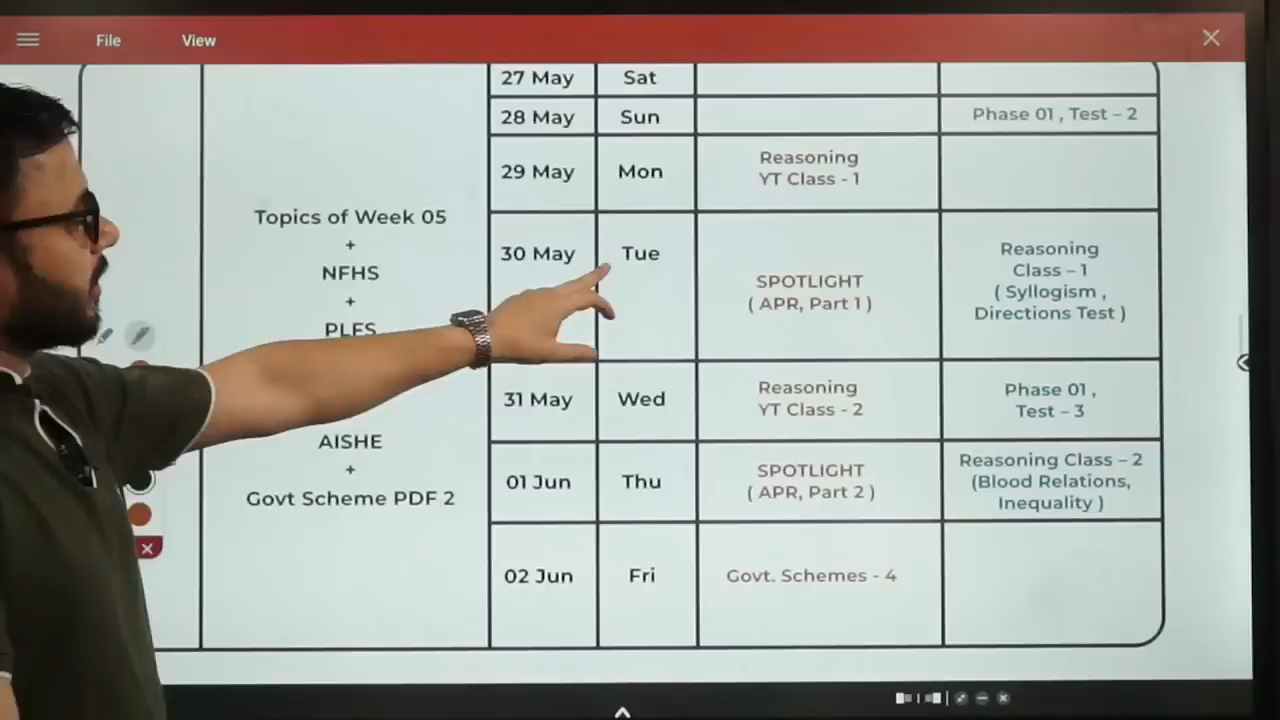 File
View
27 May
Sat
28 May
Sun
Phase 01 , Test – 2
29 May
Mon
Reasoning
YT Class - 1
Topics of Week 05
+
NFHS
+
PLFS
AISHE
+
Govt Scheme PDF 2
30 May
Tue
SPOTLIGHT
( APR, Part 1 )
Reasoning
Class – 1
( Syllogism ,
Directions Test )
31 May
Wed
Reasoning
YT Class - 2
Phase 01 ,
Test – 3
01 Jun
Thu
SPOTLIGHT
( APR, Part 2 )
Reasoning Class – 2
(Blood Relations,
Inequality )
02 Jun
Fri
Govt. Schemes - 4